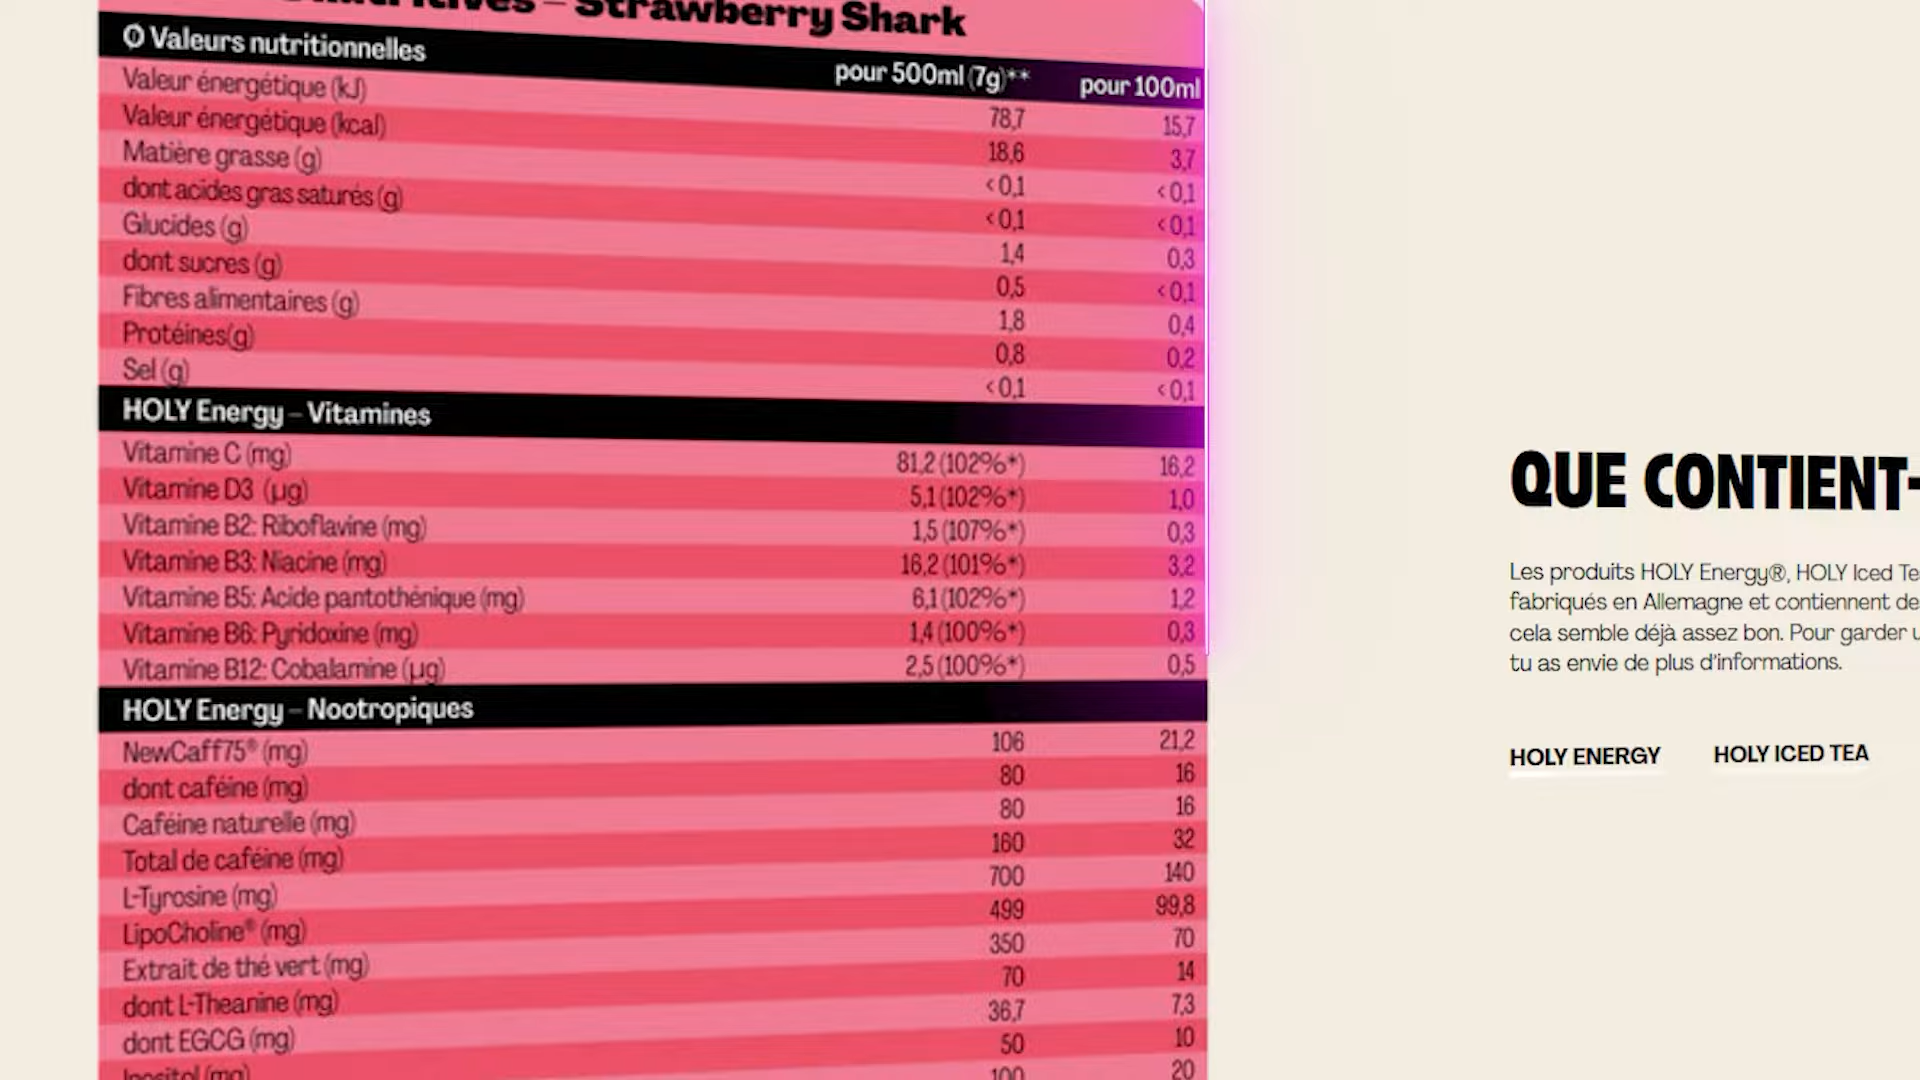 – Strawberry Shark
Ø Valeurs nutritionnelles pour 500ml (7g)** pour 100ml
Valeur énergétique (kJ) 78,7 15,7
Valeur énergétique (kcal) 18,6 3,7
Matière grasse (g) <0,1 <0,1
dont acides gras saturés (g) <0,1 <0,1
Glucides (g) 1,4 0,3
dont sucres (g) 0,5 <0,1
Fibres alimentaires (g) 1,8 0,4
Protéines(g) 0,8 0,2
Sel (g) <0,1 <0,1
HOLY Energy – Vitamines
Vitamine C (mg) 81,2 (102%*) 16,2
Vitamine D3 (µg) 5,1 (102%*) 1,0
Vitamine B2: Riboflavine (mg) 1,5 (107%*) 0,3
Vitamine B3: Niacine (mg) 16,2 (101%*) 3,2
Vitamine B5: Acide pantothénique (mg) 6,1 (102%*) 1,2
Vitamine B6: Pyridoxine (mg) 1,4 (100%*) 0,3
Vitamine B12: Cobalamine (µg) 2,5 (100%*) 0,5
HOLY Energy – Nootropiques
NewCaff75® (mg) 106 21,2
dont caféine (mg) 80 16
Caféine naturelle (mg) 80 16
Total de caféine (mg) 160 32
L-Tyrosine (mg) 700 140
LipoCholine® (mg) 499 99,8
Extrait de thé vert (mg) 350 70
dont L-Theanine (mg) 70 14
dont EGCG (mg) 36,7 7,3
Inositol (mg) 50 10
100 20
QUE CONTIENT-
Les produits HOLY Energy®, HOLY Iced Te
fabriqués en Allemagne et contiennent de
cela semble déjà assez bon. Pour garder u
tu as envie de plus d'informations.
HOLY ENERGY HOLY ICED TEA